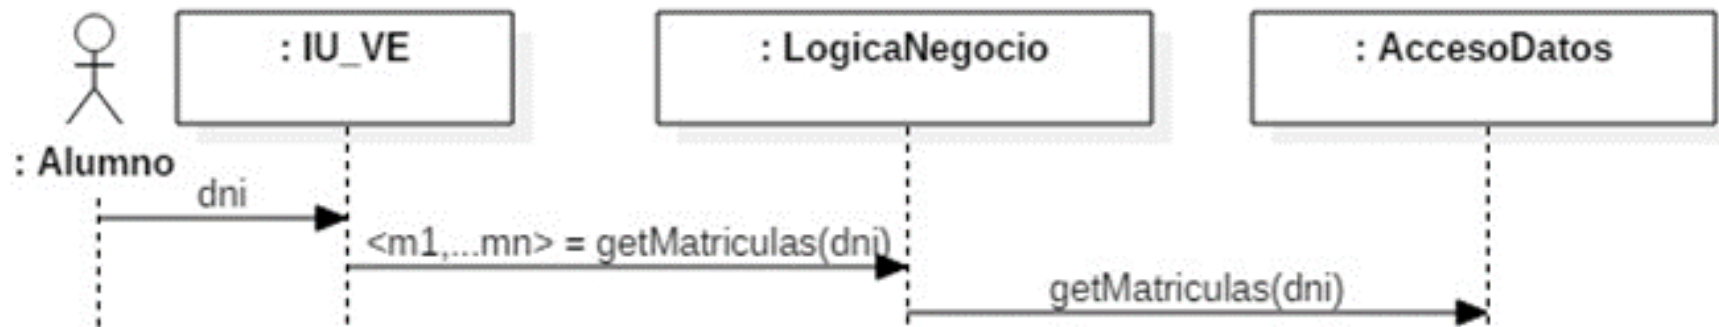 : IU_VE
: LogicaNegocio
: AccesoDatos
: Alumno
dni
<m1,...mn> = getMatriculas(dni)
getMatriculas(dni)